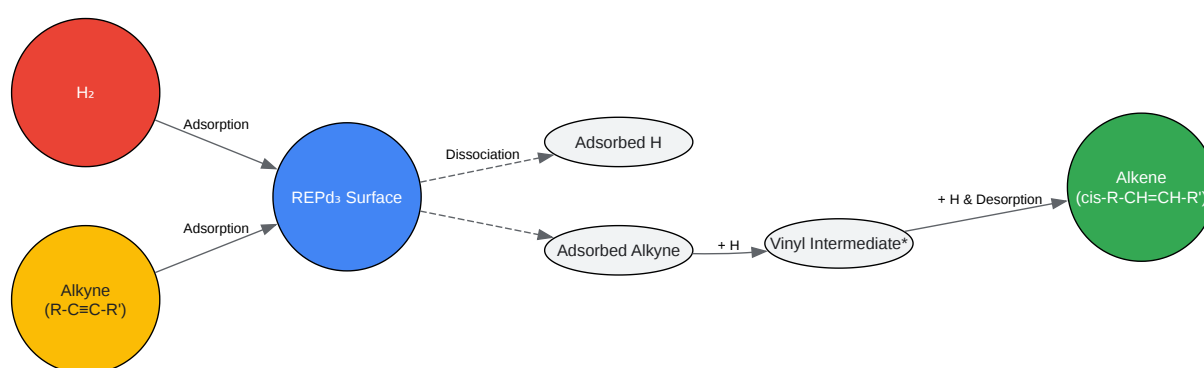 H₂
Adsorption
Alkyne
(R-C≡C-R')
Adsorption
REPd₃ Surface
Dissociation
Adsorbed H
Adsorbed Alkyne
+ H
Vinyl Intermediate*
+ H & Desorption
Alkene
(cis-R-CH=CH-R')